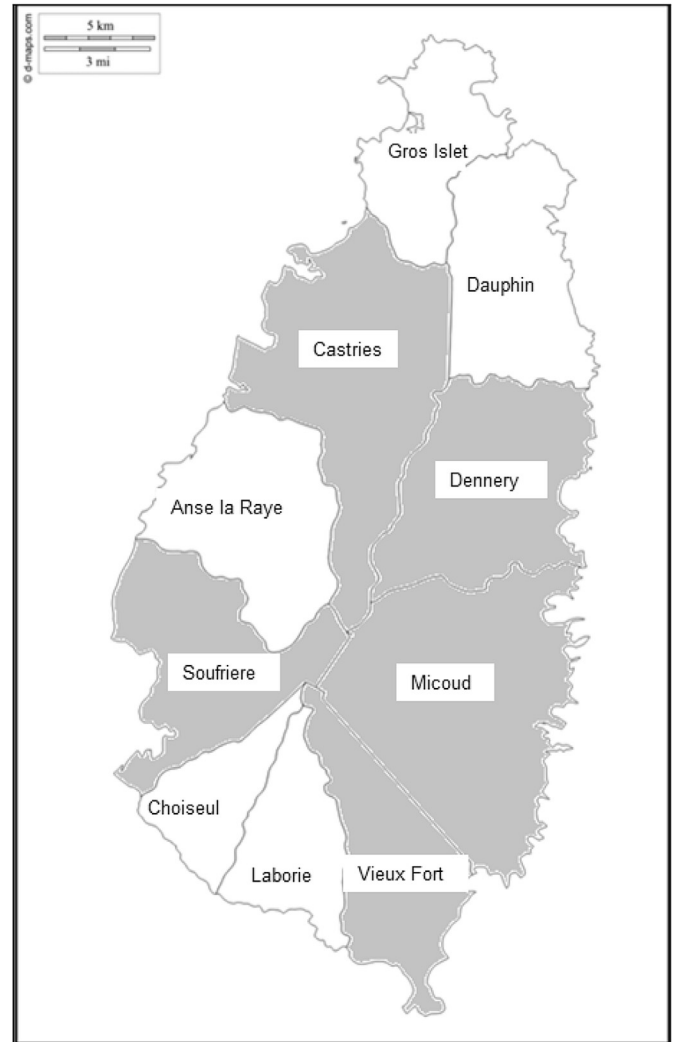 5 km
3 mi
© d-maps.com
Gros Islet
Dauphin
Castries
Dennery
Anse la Raye
Soufriere
Micoud
Choiseul
Laborie
Vieux Fort